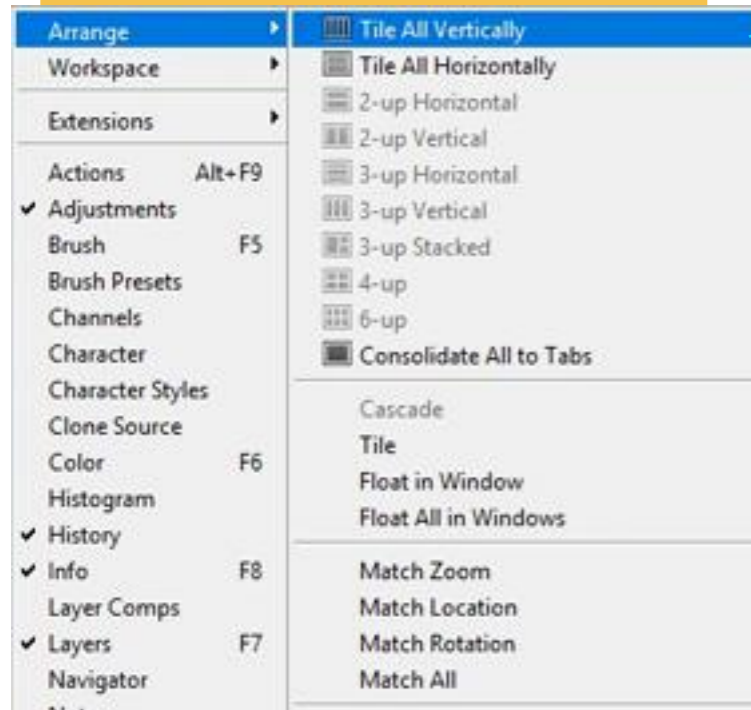 Arrange
Workspace
Extensions
Actions Alt+F9
Adjustments
Brush F5
Brush Presets
Channels
Character
Character Styles
Clone Source
Color F6
Histogram
History
Info F8
Layer Comps
Layers F7
Navigator
Tile All Vertically
Tile All Horizontally
2-up Horizontal
2-up Vertical
3-up Horizontal
3-up Vertical
3-up Stacked
4-up
6-up
Consolidate All to Tabs
Cascade
Tile
Float in Window
Float All in Windows
Match Zoom
Match Location
Match Rotation
Match All